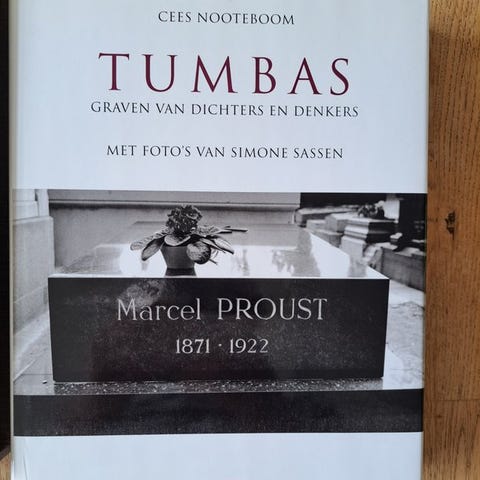 CEES NOOTEBOOM
TUMBAS
GRAVEN VAN DICHTERS EN DENKERS
MET FOTO'S VAN SIMONE SASSEN
Marcel PROUST
1871 · 1922